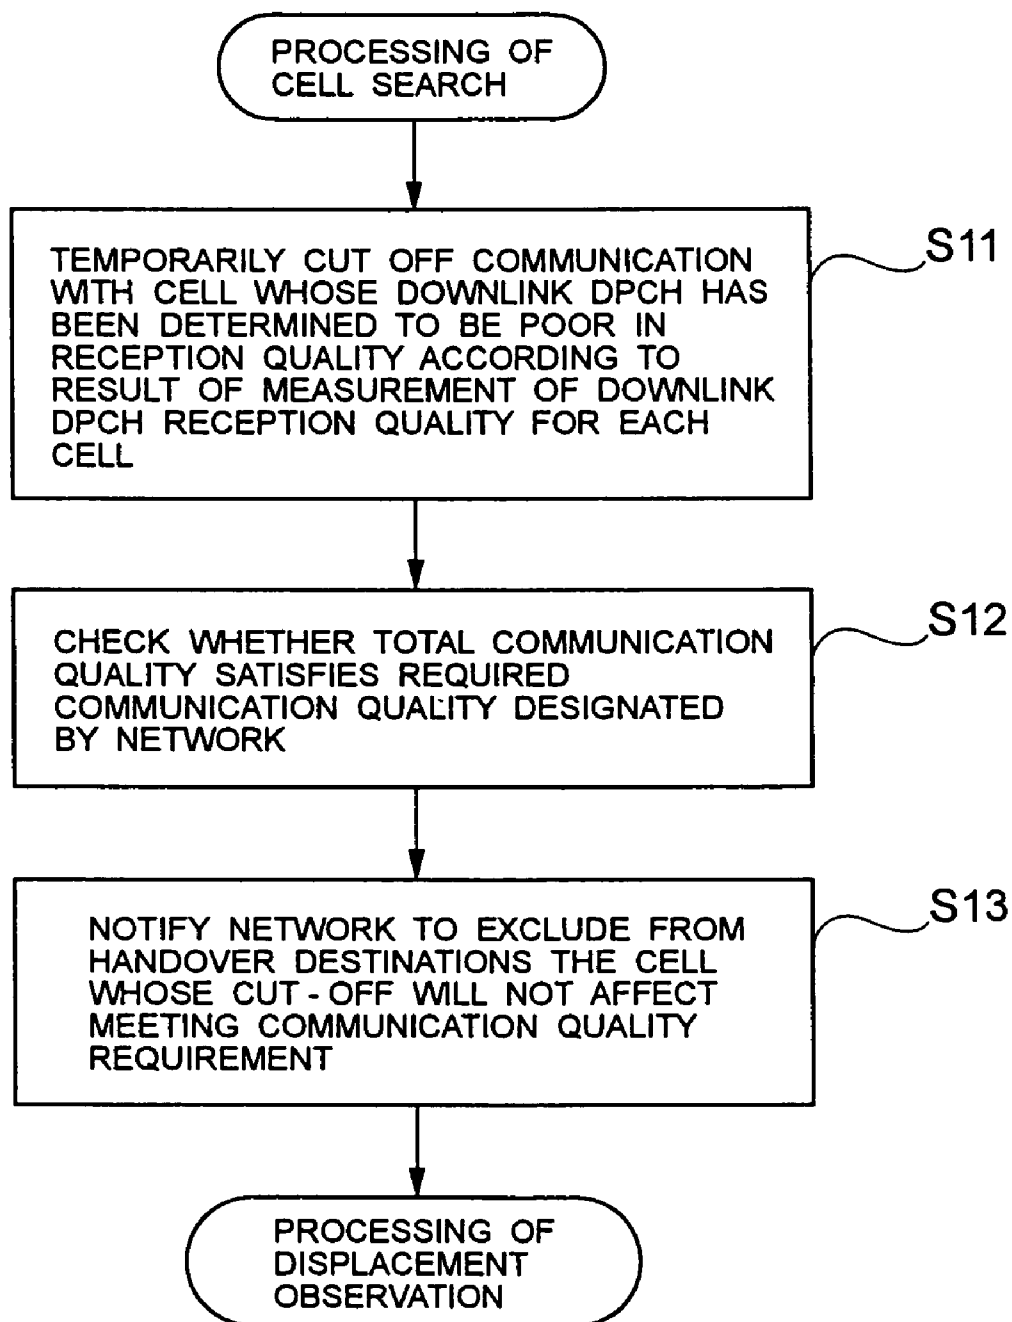 PROCESSING OF
CELL SEARCH
S11
TEMPORARILY CUT OFF COMMUNICATION
WITH CELL WHOSE DOWNLINK DPCH HAS
BEEN DETERMINED TO BE POOR IN
RECEPTION QUALITY ACCORDING TO
RESULT OF MEASUREMENT OF DOWNLINK
DPCH RECEPTION QUALITY FOR EACH
CELL
S12
CHECK WHETHER TOTAL COMMUNICATION
QUALITY SATISFIES REQUIRED
COMMUNICATION QUALITY DESIGNATED
BY NETWORK
S13
NOTIFY NETWORK TO EXCLUDE FROM
HANDOVER DESTINATIONS THE CELL
WHOSE CUT-OFF WILL NOT AFFECT
MEETING COMMUNICATION QUALITY
REQUIREMENT
PROCESSING OF
DISPLACEMENT
OBSERVATION